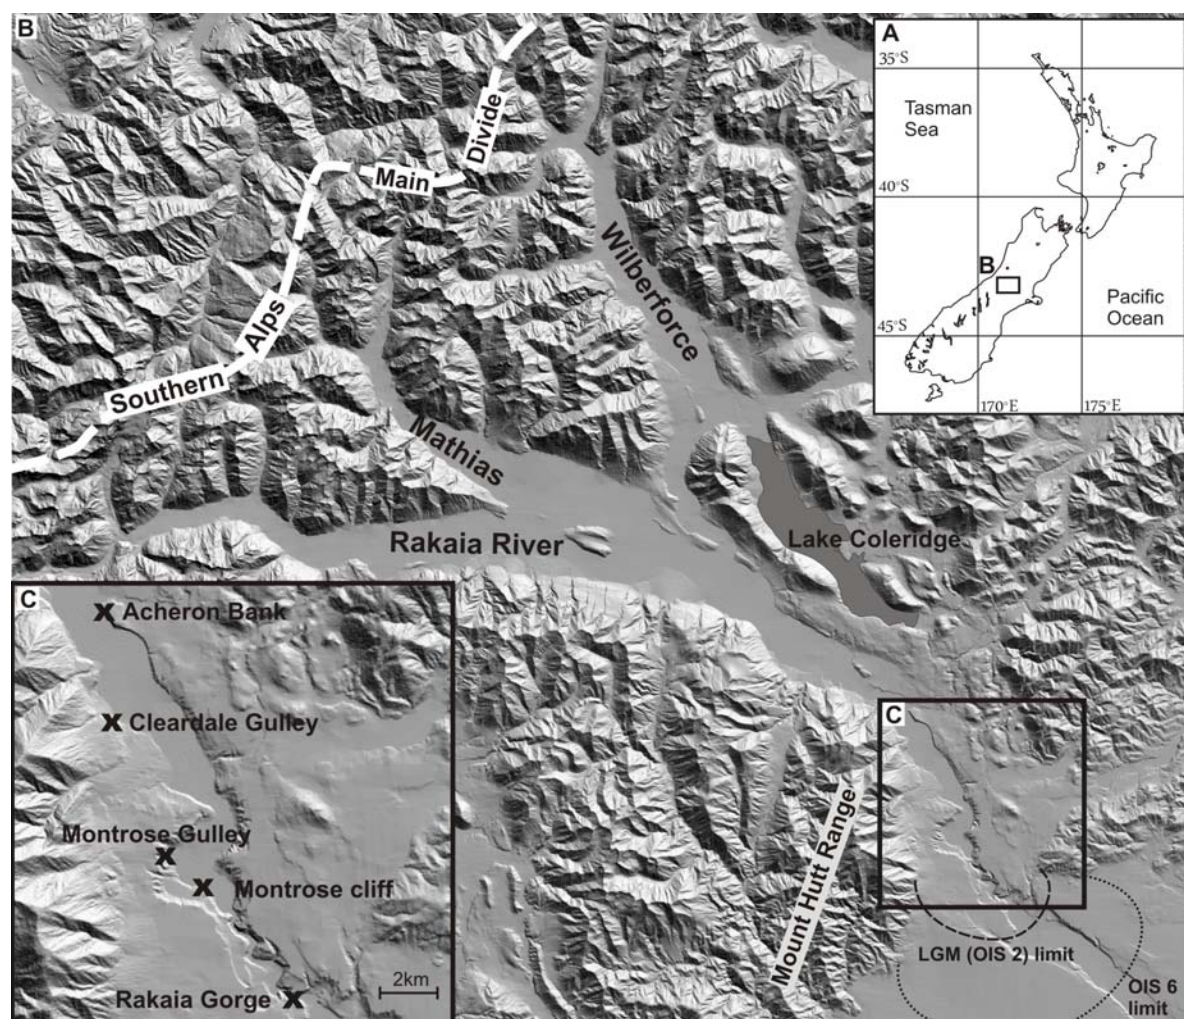 B
Southern
Alps
Main
Divide
Wilberforce
Mathias
Rakaia River
Lake Coleridge
Mount Hutt Range
C
LGM (OIS 2) limit
OIS 6
limit
A
35°S
Tasman
Sea
40°S
B
Pacific
Ocean
45°S
170°E
175°E
C
Acheron Bank
Cleardale Gulley
Montrose Gulley
Montrose cliff
Rakaia Gorge
2km